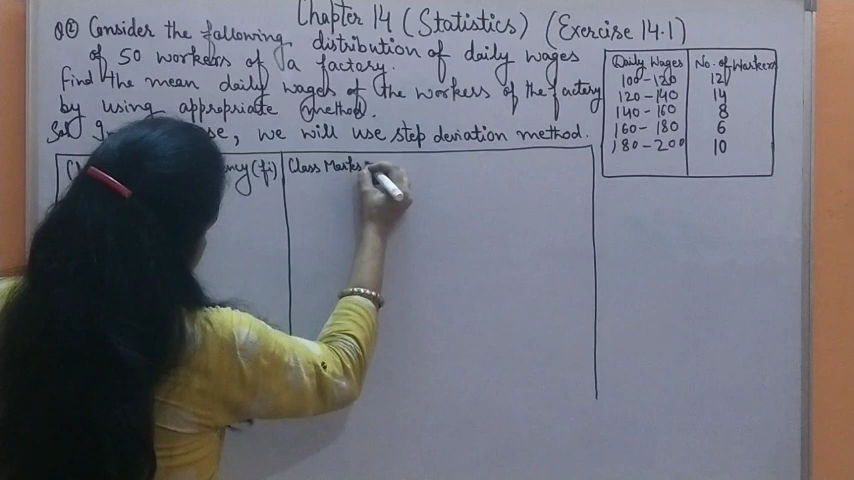 Chapter 14 (Statistics) (Exercise 14.1)
Q② Consider the following distribution of daily wages
of 50 workers of a factory.
Find the mean daily wages of the workers of the factory
by using appropriate method.
Sol , we will use step deviation method.
Daily Wages No. of Workers
100-120 12
120-140 14
140-160 8
160-180 6
180-200 10
(fi) Class Marks